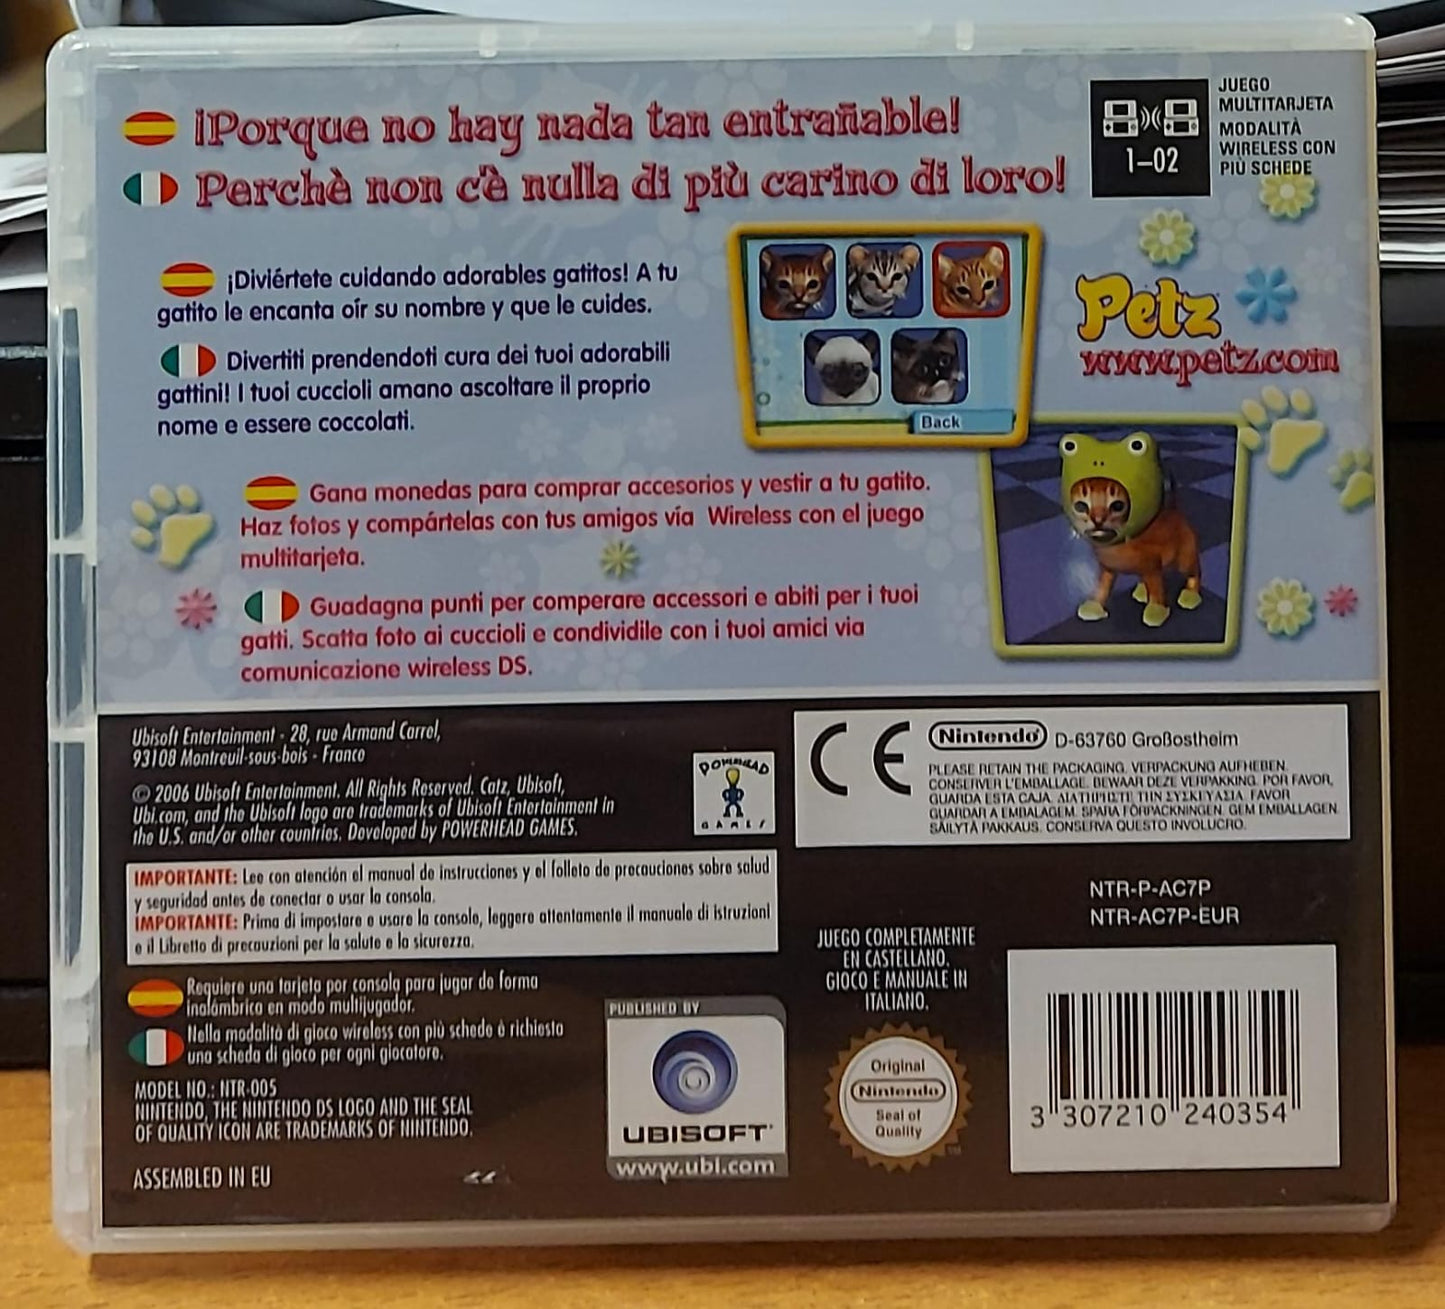 ¡Porque no hay nada tan entrañable!
Perchè non c'è nulla di più carino di loro!
1-02
JUEGO
MULTITARJETA
MODALITÀ
WIRELESS CON
PIÙ SCHEDE
¡Diviértete cuidando adorables gatitos! A tu
gatito le encanta oír su nombre y que le cuides.
Divertiti prendendoti cura dei tuoi adorabili
gattini! I tuoi cuccioli amano ascoltare il proprio
nome e essere coccolati.
Back
Petz
www.petz.com
Gana monedas para comprar accesorios y vestir a tu gatito.
Haz fotos y compártelas con tus amigos vía Wireless con el juego
multitarjeta.
Guadagna punti per comperare accessori e abiti per i tuoi
gatti. Scatta foto ai cuccioli e condividile con i tuoi amici via
comunicazione wireless DS.
Ubisoft Entertainment - 28, rue Armand Carrel,
93108 Montreuil-sous-bois - France
© 2006 Ubisoft Entertainment. All Rights Reserved. Catz, Ubisoft,
Ubi.com, and the Ubisoft logo are trademarks of Ubisoft Entertainment in
the U.S. and/or other countries. Developed by POWERHEAD GAMES.
POWERHEAD
GAMES
CE
Nintendo D-63760 Großostheim
PLEASE RETAIN THE PACKAGING. VERPACKUNG AUFHEBEN.
CONSERVER L'EMBALLAGE. BEWAAR DEZE VERPAKKING. POR FAVOR,
GUARDA ESTA CAJA. ΔΙΑΤΗΡΗΣΤΕ ΤΗΝ ΣΥΣΚΕΥΑΣΙΑ. FAVOR
GUARDAR A EMBALAGEM. SPARA FÖRPACKNINGEN. GEM EMBALLAGEN.
SÄILYTÄ PAKKAUS. CONSERVA QUESTO INVOLUCRO.
IMPORTANTE: Lee con atención el manual de instrucciones y el folleto de precauciones sobre salud
y seguridad antes de conectar o usar la consola.
IMPORTANTE: Prima di impostare e usare la console, leggere attentamente il manuale di istruzioni
e il Libretto di precauzioni per la salute e la sicurezza.
NTR-P-AC7P
NTR-AC7P-EUR
JUEGO COMPLETAMENTE
EN CASTELLANO.
GIOCO E MANUALE IN
ITALIANO.
Requiere una tarjeta por consola para jugar de forma
inalámbrica en modo multijugador.
Nella modalità di gioco wireless con più schede è richiesta
una scheda di gioco per ogni giocatore.
MODEL NO.: NTR-005
NINTENDO, THE NINTENDO DS LOGO AND THE SEAL
OF QUALITY ICON ARE TRADEMARKS OF NINTENDO.
ASSEMBLED IN EU
PUBLISHED BY
UBISOFT
www.ubi.com
Original
Nintendo
Seal of
Quality
3 307210 240354